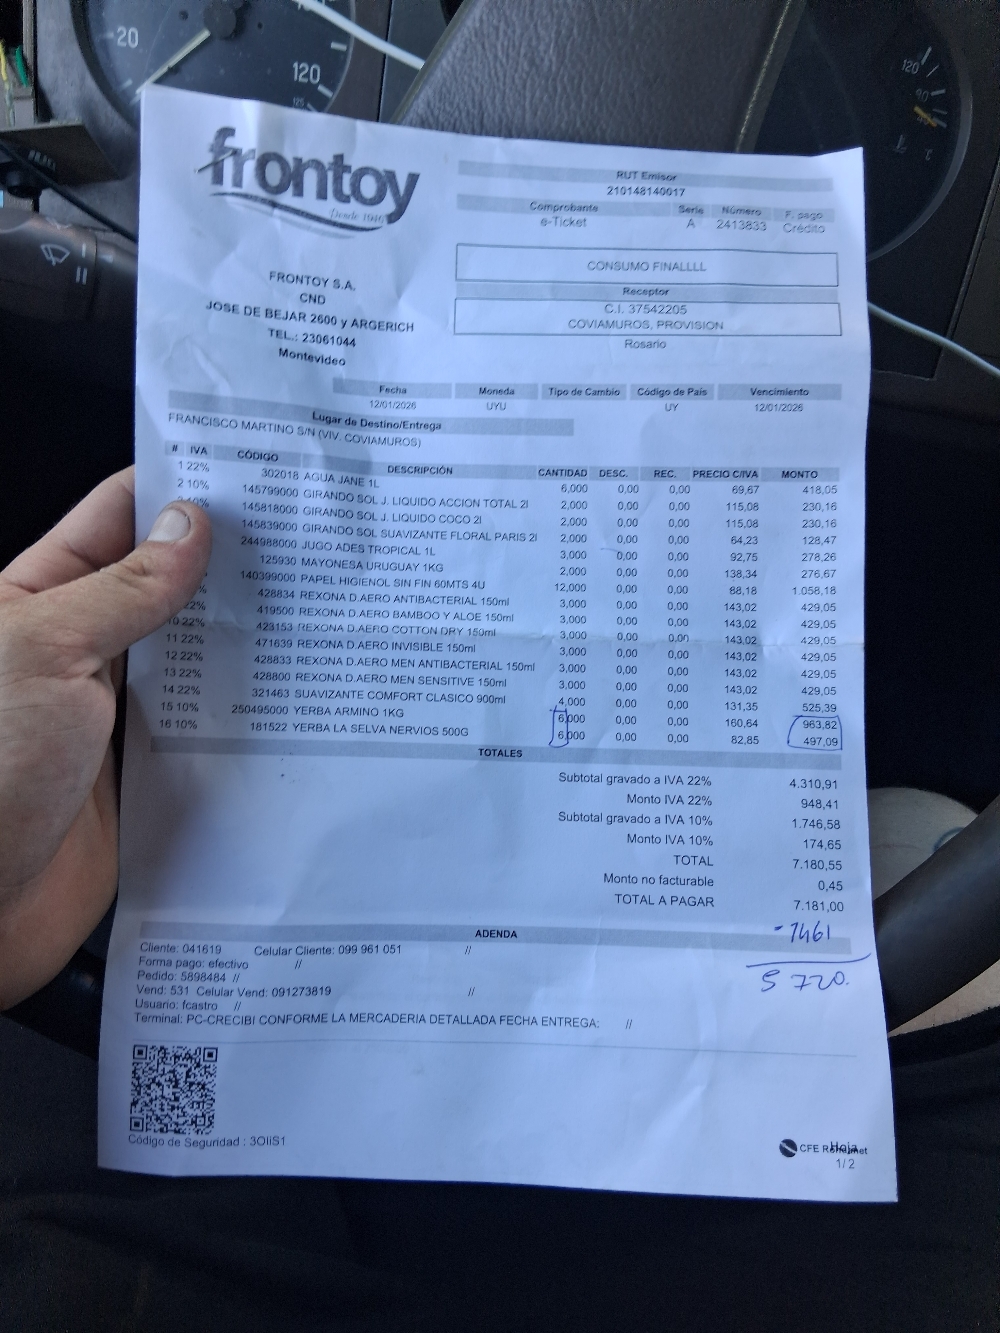 20
120
125
120
frontoy
Desde 1916
RUT Emisor
210148140017
Comprobante Serie Número F. pago
e-Ticket A 2413833 Crédito
CONSUMO FINALLLL
Receptor
C.I. 37542205
COVIAMUROS, PROVISION
Rosario
FRONTOY S.A.
CND
JOSE DE BEJAR 2600 y ARGERICH
TEL.: 23061044
Montevideo
Fecha Moneda Tipo de Cambio Código de País Vencimiento
12/01/2026 UYU UY 12/01/2026
Lugar de Destino/Entrega
FRANCISCO MARTINO S/N (VIV. COVIAMUROS)
# IVA CÓDIGO DESCRIPCIÓN CANTIDAD DESC. REC. PRECIO C/IVA MONTO
1 22% 302018 AGUA JANE 1L 6,000 0,00 0,00 69,67 418,05
2 10% 145799000 GIRANDO SOL J. LIQUIDO ACCION TOTAL 2l 2,000 0,00 0,00 115,08 230,16
10% 145818000 GIRANDO SOL J. LIQUIDO COCO 2l 2,000 0,00 0,00 115,08 230,16
145839000 GIRANDO SOL SUAVIZANTE FLORAL PARIS 2l 2,000 0,00 0,00 64,23 128,47
244988000 JUGO ADES TROPICAL 1L 3,000 0,00 0,00 92,75 278,26
125930 MAYONESA URUGUAY 1KG 2,000 0,00 0,00 138,34 276,67
140399000 PAPEL HIGIENOL SIN FIN 60MTS 4U 12,000 0,00 0,00 88,18 1.058,18
428834 REXONA D.AERO ANTIBACTERIAL 150ml 3,000 0,00 0,00 143,02 429,05
22% 419500 REXONA D.AERO BAMBOO Y ALOE 150ml 3,000 0,00 0,00 143,02 429,05
10 22% 423153 REXONA D.AERO COTTON DRY 150ml 3,000 0,00 0,00 143,02 429,05
11 22% 471639 REXONA D.AERO INVISIBLE 150ml 3,000 0,00 0,00 143,02 429,05
12 22% 428833 REXONA D.AERO MEN ANTIBACTERIAL 150ml 3,000 0,00 0,00 143,02 429,05
13 22% 428800 REXONA D.AERO MEN SENSITIVE 150ml 3,000 0,00 0,00 143,02 429,05
14 22% 321463 SUAVIZANTE COMFORT CLASICO 900ml 4,000 0,00 0,00 131,35 525,39
15 10% 250495000 YERBA ARMINO 1KG 6,000 0,00 0,00 160,64 963,82
16 10% 181522 YERBA LA SELVA NERVIOS 500G 6,000 0,00 0,00 82,85 497,09
TOTALES
Subtotal gravado a IVA 22% 4.310,91
Monto IVA 22% 948,41
Subtotal gravado a IVA 10% 1.746,58
Monto IVA 10% 174,65
TOTAL 7.180,55
Monto no facturable 0,45
TOTAL A PAGAR 7.181,00
-1461
5 720.
ADENDA
Cliente: 041619 Celular Cliente: 099 961 051 //
Forma pago: efectivo //
Pedido: 5898484 //
Vend: 531 Celular Vend: 091273819 //
Usuario: fcastro //
Terminal: PC-CRECIBI CONFORME LA MERCADERIA DETALLADA FECHA ENTREGA: //
Código de Seguridad : 3OIiS1
CFE
Hoja
1/2